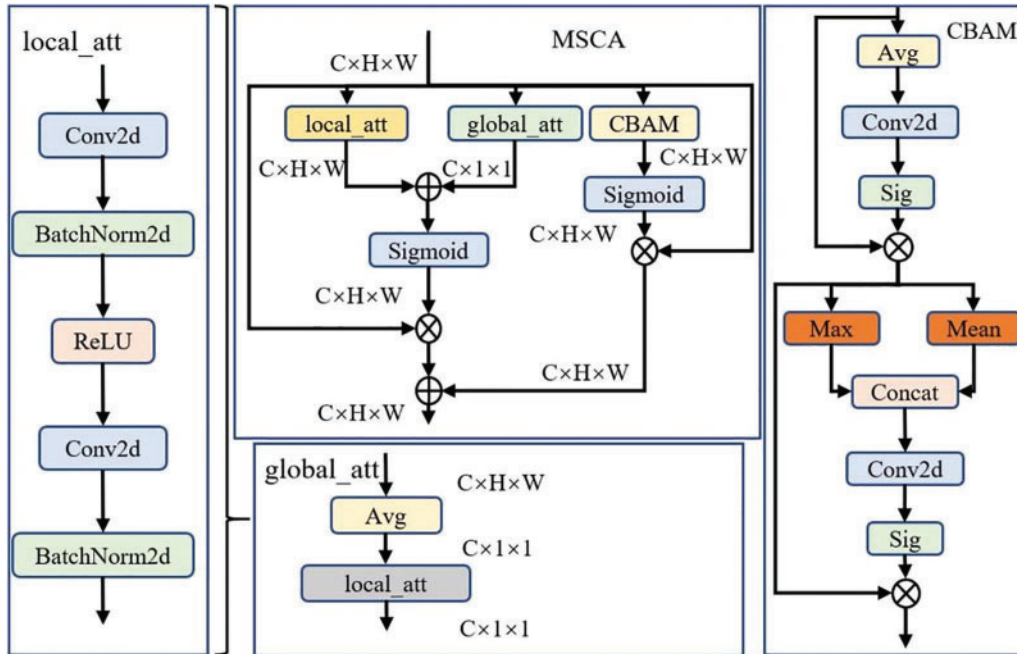 local_att
Conv2d
BatchNorm2d
ReLU
Conv2d
BatchNorm2d
MSCA
C×H×W
local_att
global_att
CBAM
C×H×W
C×1×1
C×H×W
Sigmoid
C×H×W
Sigmoid
C×H×W
C×H×W
C×H×W
global_att
C×H×W
Avg
C×1×1
local_att
C×1×1
CBAM
Avg
Conv2d
Sig
Max
Mean
Concat
Conv2d
Sig